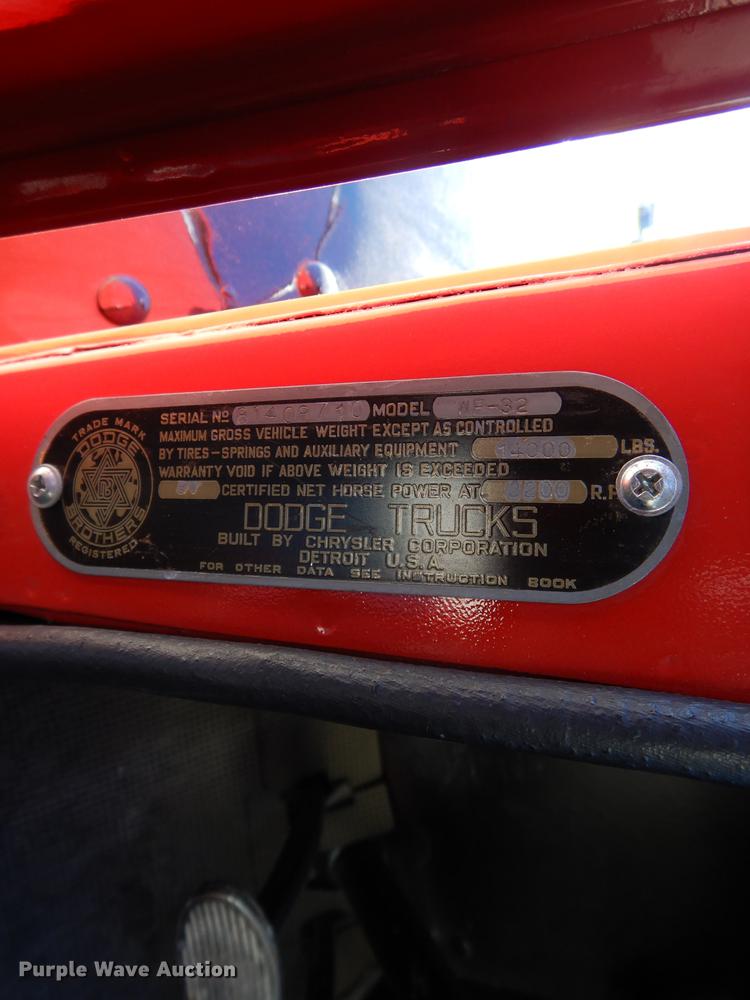 TRADE MARK
DODGE
DB
BROTHERS
REGISTERED
SERIAL Nº MODEL
MAXIMUM GROSS VEHICLE WEIGHT EXCEPT AS CONTROLLED
BY TIRES-SPRINGS AND AUXILIARY EQUIPMENT LBS.
WARRANTY VOID IF ABOVE WEIGHT IS EXCEEDED
CERTIFIED NET HORSE POWER AT R.P
DODGE TRUCKS
BUILT BY CHRYSLER CORPORATION
DETROIT U.S.A.
FOR OTHER DATA SEE INSTRUCTION BOOK
Purple Wave Auction